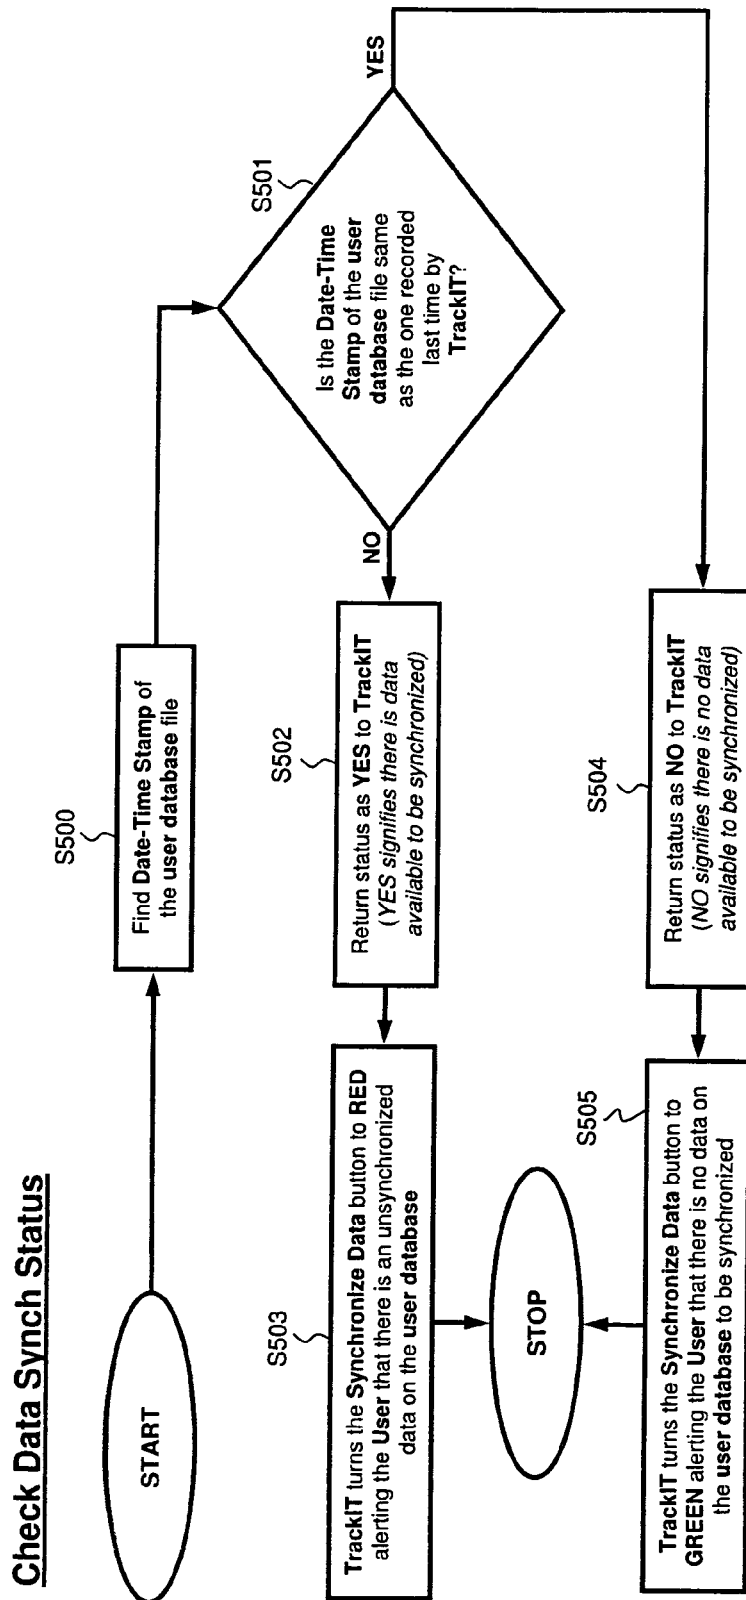 Check Data Synch Status
START
S500
Find Date-Time Stamp of
the user database file
S501
Is the Date-Time
Stamp of the user
database file same
as the one recorded
last time by
TrackIT?
NO
YES
S502
Return status as YES to TrackIT
(YES signifies there is data
available to be synchronized)
S503
TrackIT turns the Synchronize Data button to RED
alerting the User that there is an unsynchronized
data on the user database
S504
Return status as NO to TrackIT
(NO signifies there is no data
available to be synchronized)
S505
TrackIT turns the Synchronize Data button to
GREEN alerting the User that there is no data on
the user database to be synchronized
STOP